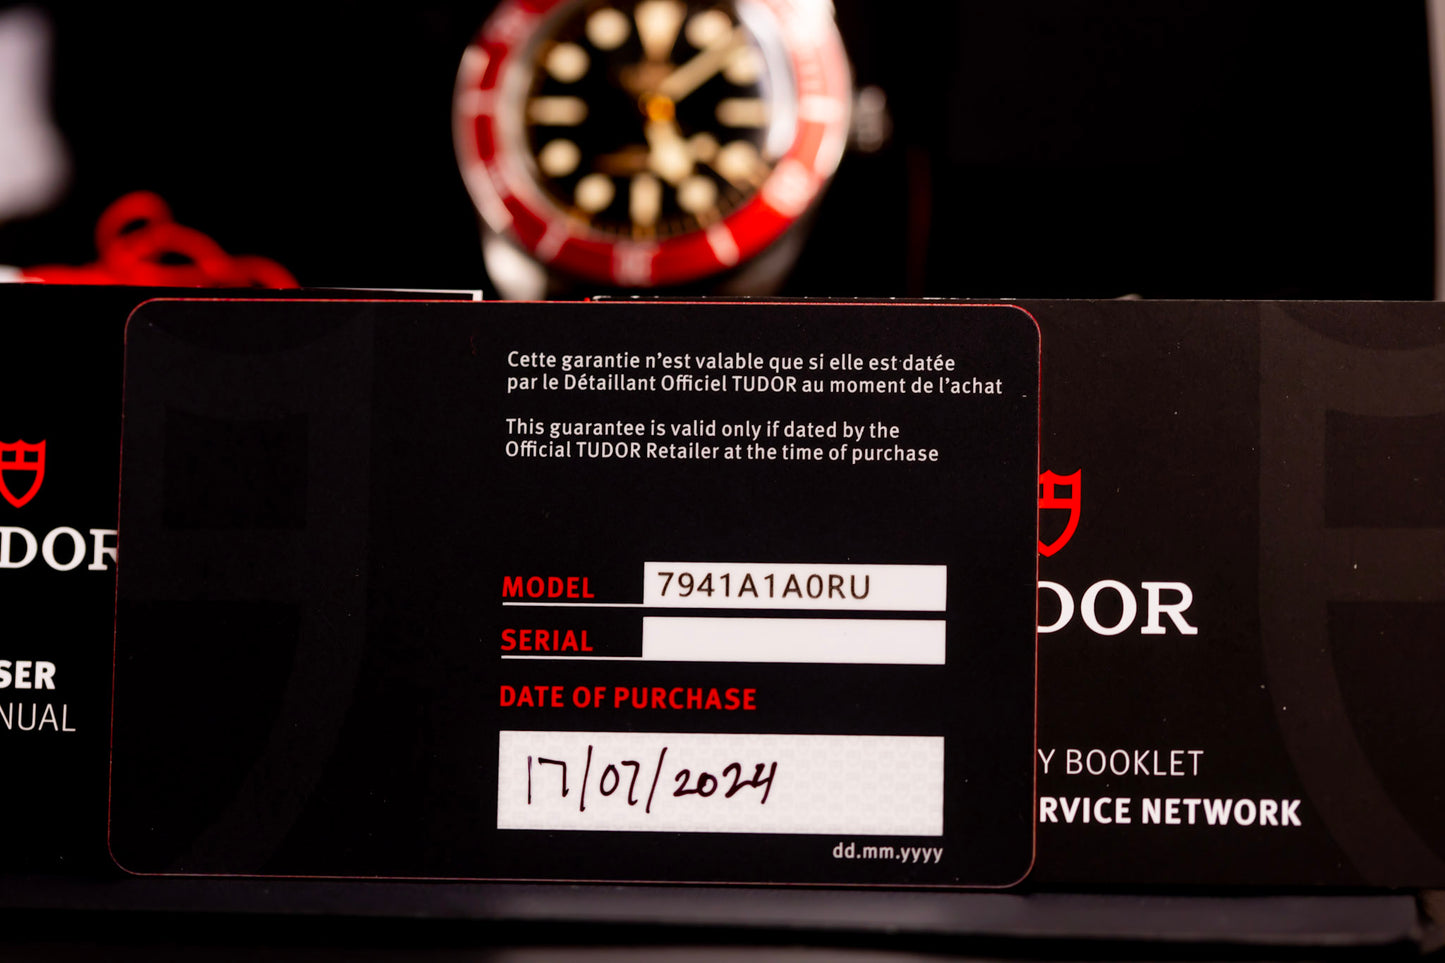 Cette garantie n'est valable que si elle est datée
par le Détaillant Officiel TUDOR au moment de l'achat
This guarantee is valid only if dated by the
Official TUDOR Retailer at the time of purchase
MODEL 7941A1A0RU
SERIAL
DATE OF PURCHASE
17/07/2024
dd.mm.yyyy
DOR
SER
NUAL
DOR
Y BOOKLET
RVICE NETWORK